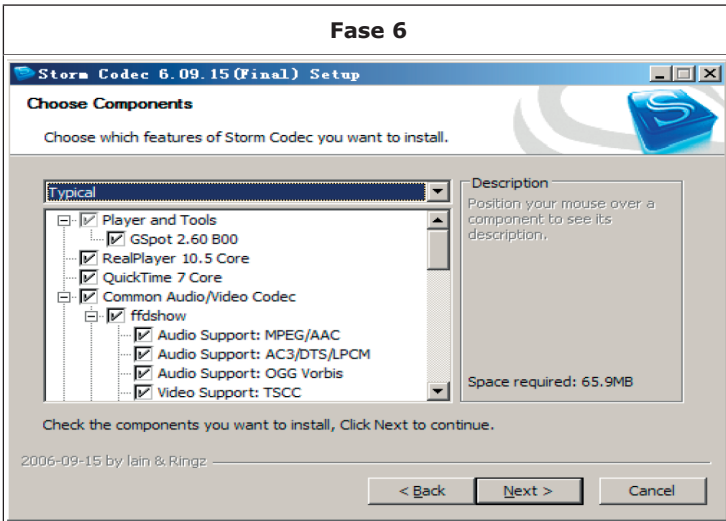 Fase 6
Storm Codec 6.09.15(Final) Setup
Choose Components
Choose which features of Storm Codec you want to install.
Typical
Player and Tools
GSpot 2.60 B00
RealPlayer 10.5 Core
QuickTime 7 Core
Common Audio/Video Codec
ffdshow
Audio Support: MPEG/AAC
Audio Support: AC3/DTS/LPCM
Audio Support: OGG Vorbis
Video Support: TSCC
Description
Position your mouse over a
component to see its
description.
Space required: 65.9MB
Check the components you want to install, Click Next to continue.
2006-09-15 by lain & Ringz
< Back
Next >
Cancel